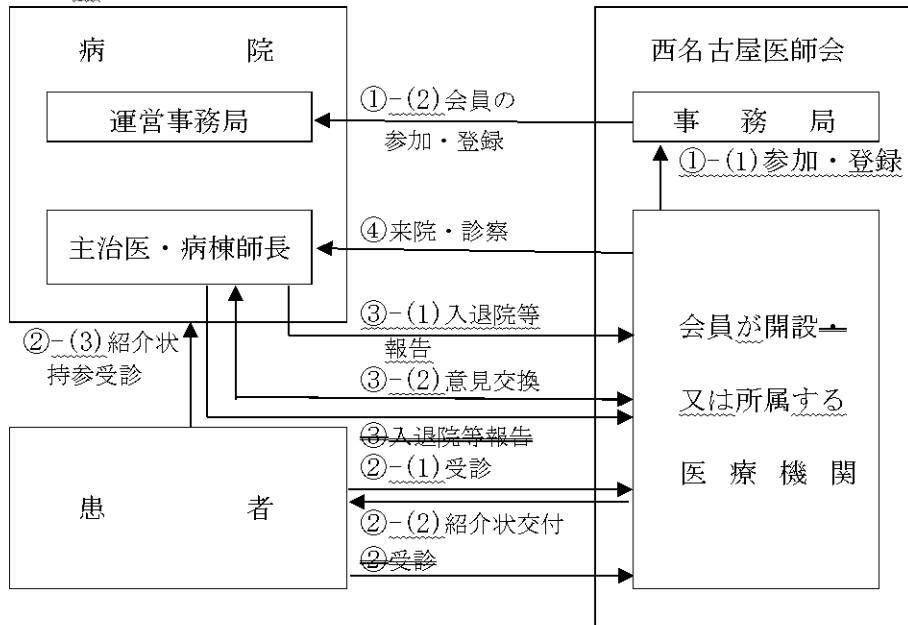 病　　　　院
西名古屋医師会
運営事務局
①-(2)会員の
参加・登録
事　務　局
①-(1)参加・登録
主治医・病棟師長
④来院・診察
③-(1)入退院等
報告
②-(3)紹介状
持参受診
③-(2)意見交換
会員が開設・
又は所属する
医療機関
③入退院等報告
②-(1)受診
患　　　　者
②-(2)紹介状交付
②受診